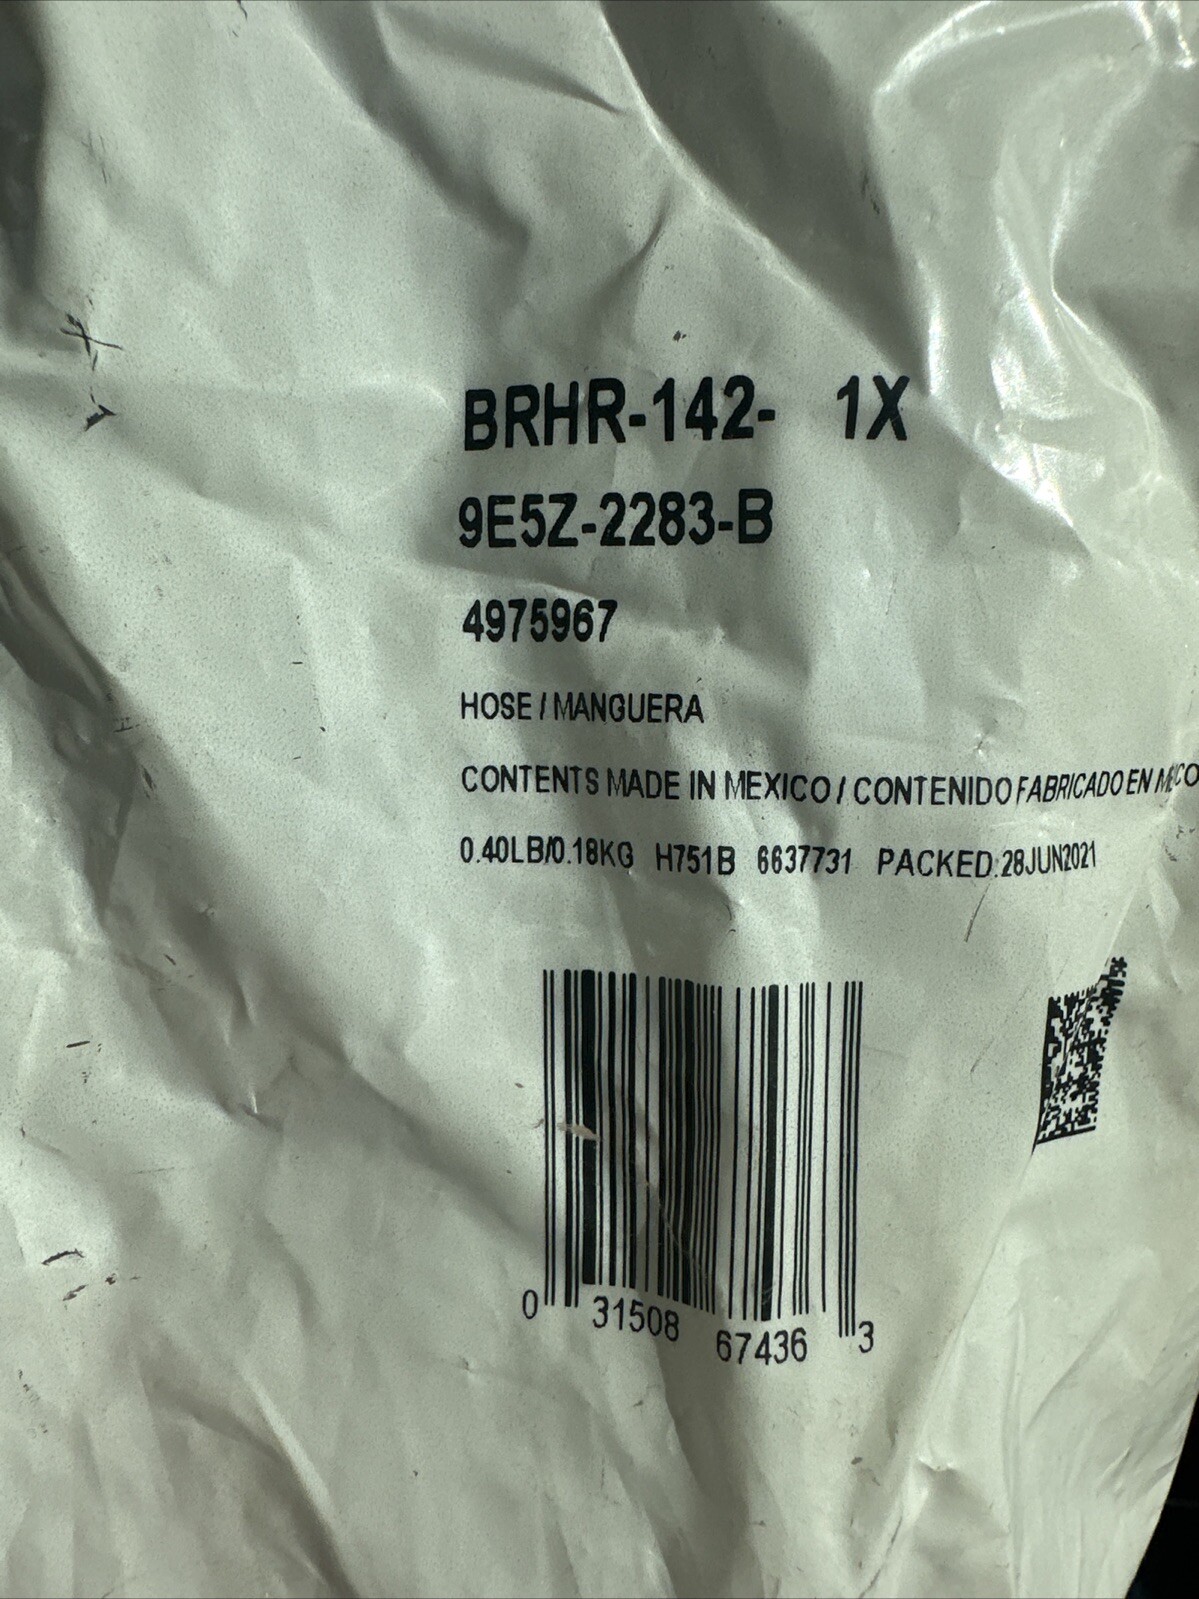 BRHR-142- 1X
9E5Z-2283-B
4975967
HOSE / MANGUERA
CONTENTS MADE IN MEXICO / CONTENIDO FABRICADO EN MEXICO
0.40LB/0.18KG H751B 6637731 PACKED:28JUN2021
0 31508 67436 3